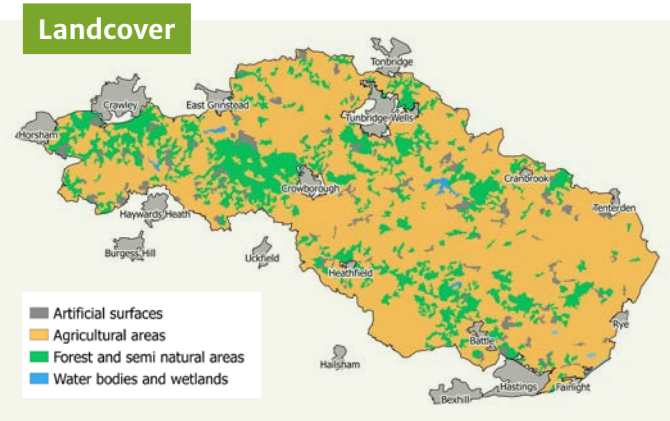 Landcover
Tonbridge
Crawley
East Grinstead
Tunbridge Wells
Horsham
Crowborough
Cranbrook
Haywards Heath
Tenterden
Burgess Hill
Uckfield
Heathfield
Artificial surfaces
Agricultural areas
Forest and semi natural areas
Water bodies and wetlands
Rye
Battle
Hailsham
Hastings
Fairlight
Bexhill